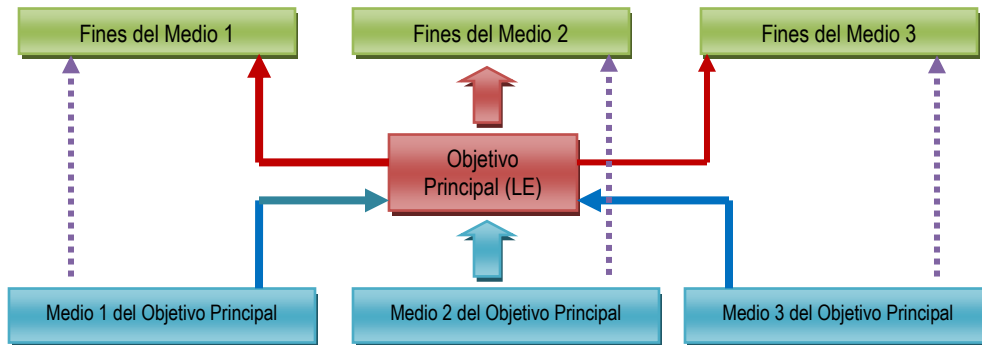 Fines del Medio 1
Fines del Medio 2
Fines del Medio 3
Objetivo
Principal (LE)
Medio 1 del Objetivo Principal
Medio 2 del Objetivo Principal
Medio 3 del Objetivo Principal